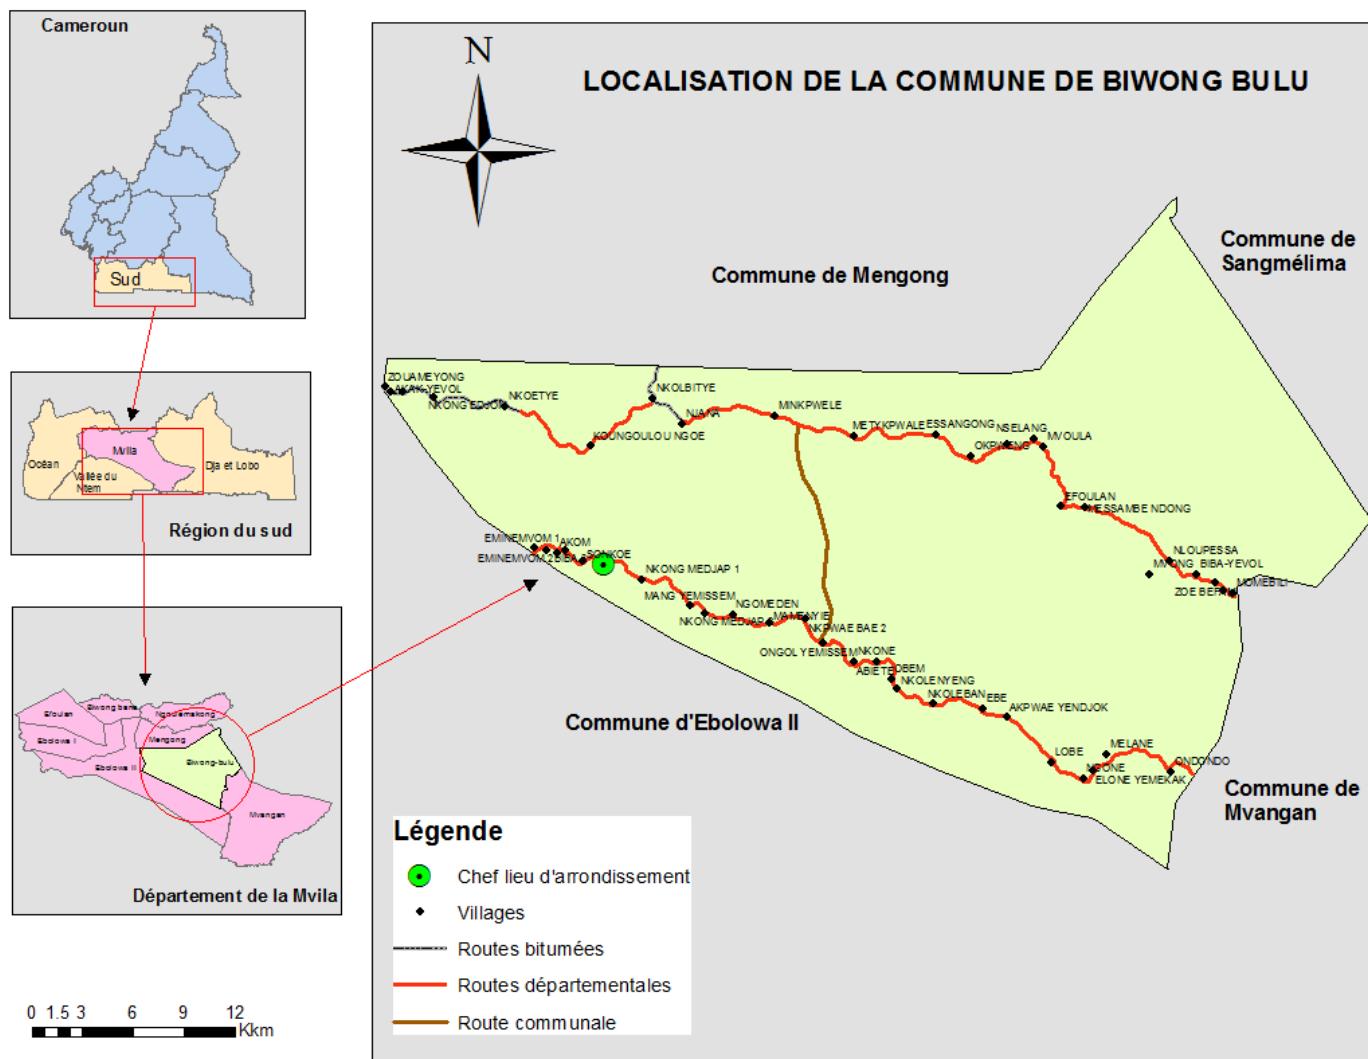 Cameroun
Sud
Océan
Mvila
Vallée du
Ntem
Dja et Lobo
Région du sud
Efoulan
Biwong bane
Ngoulemakong
Ebolowa I
Mengong
Ebolowa II
Biwong-bulu
Mvangan
Département de la Mvila
0 1.5 3 6 9 12
Kkm
N
LOCALISATION DE LA COMMUNE DE BIWONG BULU
Commune de Mengong
Commune de
Sangmélima
ZOUAMEYONG
AKAK-YEVOL
NKONG EDJOM
NKOETYE
NKOLBITYE
NJANA
KOUNGOULOU NGOE
MINKPWELE
METYKPWALE
ESSANGONG
NSELANG
OKPWENG
MVOULA
EFOULAN
MESSAMBE NDONG
NLOUPESSA
MVONG
BIBA-YEVOL
ZOE BEFAM
MOMEBILI
EMINEMVOM 1
AKOM
EMINEMVOM 2
BIBA
SONKOE
NKONG MEDJAP 1
MANG YEMISSEM
NGOMEDEN
NKONG MEDJAP
MAMENYIE
NKPWAE BAE 2
ONGOL YEMISSEM
NKONE
ABIETE
OBEM
NKOLENYENG
NKOLEBAN
EBE
AKPWAE YENDJOK
LOBE
MELANE
ONDONDO
ELONE YEMEKAK
Commune d'Ebolowa II
Commune de
Mvangan
Légende
Chef lieu d'arrondissement
Villages
Routes bitumées
Routes départementales
Route communale